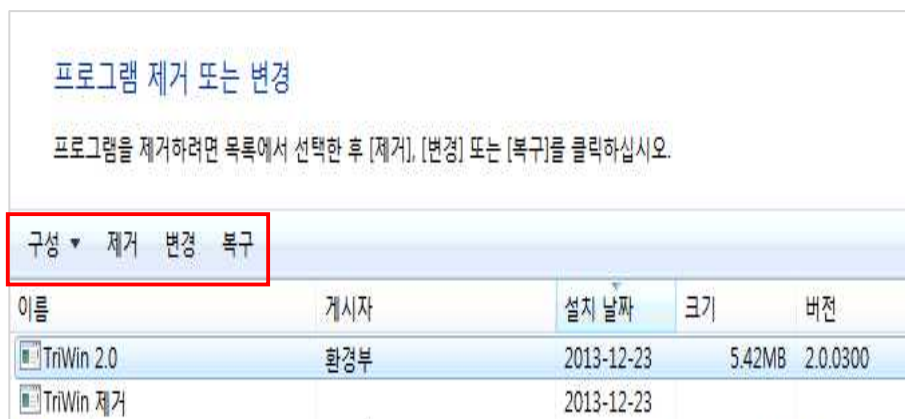 프로그램 제거 또는 변경
프로그램을 제거하려면 목록에서 선택한 후 [제거], [변경] 또는 [복구]를 클릭하십시오.
구성 ▼ 제거 변경 복구
이름 게시자 설치 날짜 크기 버전
TriWin 2.0 환경부 2013-12-23 5.42MB 2.0.0300
TriWin 제거 2013-12-23